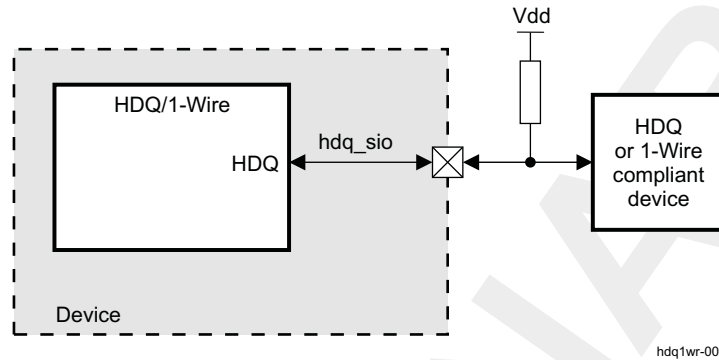 Vdd
HDQ/1-Wire
hdq_sio
HDQ
HDQ
or 1-Wire
compliant
device
Device
hdq1wr-00